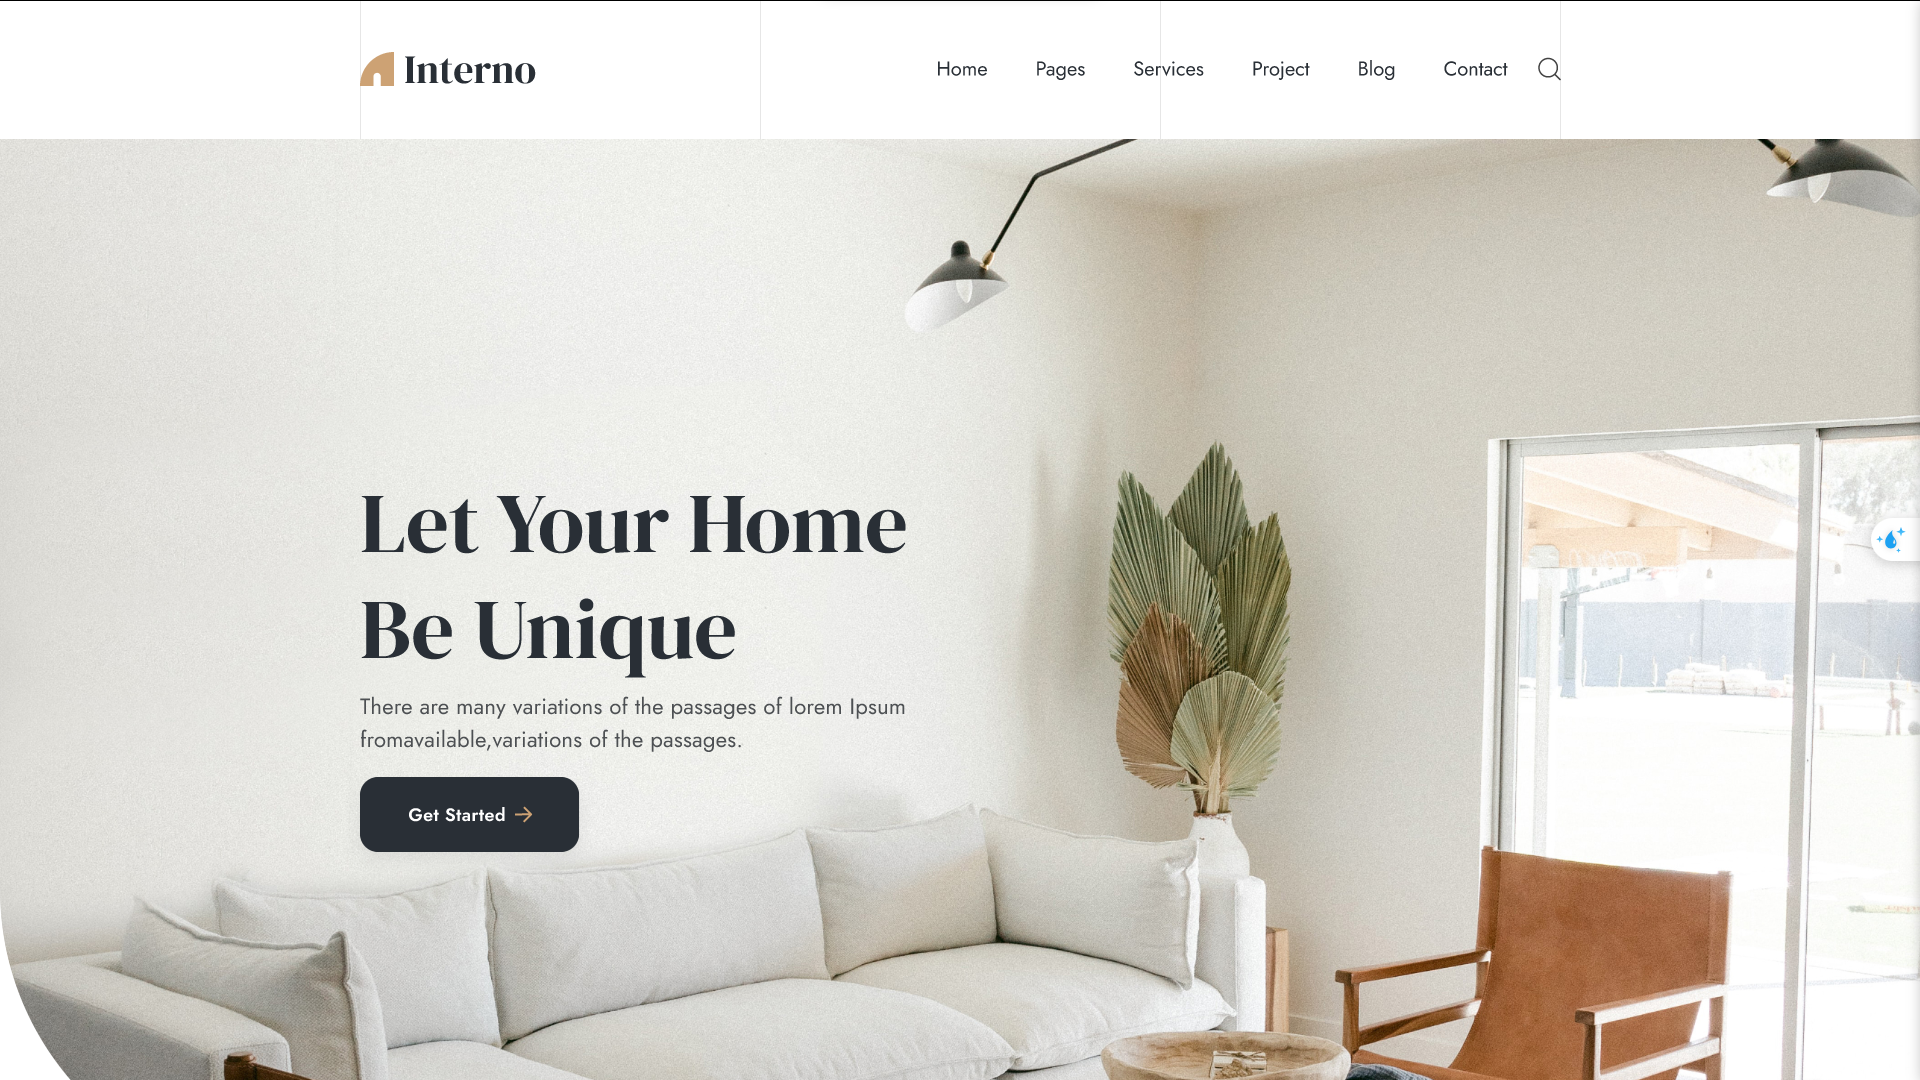 Interno
Home Pages Services Project Blog Contact
Let Your Home
Be Unique
There are many variations of the passages of lorem Ipsum
fromavailable,variations of the passages.
Get Started